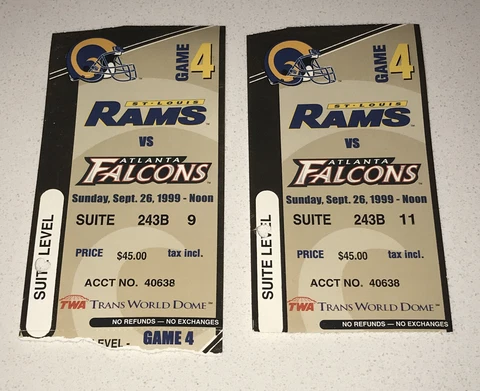 GAME 4
ST·LOUIS
RAMS
VS
ATLANTA
FALCONS
Sunday, Sept. 26, 1999 - Noon
SUITE 243B 9
PRICE $45.00 tax incl.
ACCT NO. 40638
TWA TRANS WORLD DOME
NO REFUNDS — NO EXCHANGES
SUITE LEVEL
LEVEL - GAME 4
GAME 4
ST·LOUIS
RAMS
VS
ATLANTA
FALCONS
Sunday, Sept. 26, 1999 - Noon
SUITE 243B 11
PRICE $45.00 tax incl.
ACCT NO. 40638
TWA TRANS WORLD DOME
NO REFUNDS — NO EXCHANGES
SUITE LEVEL